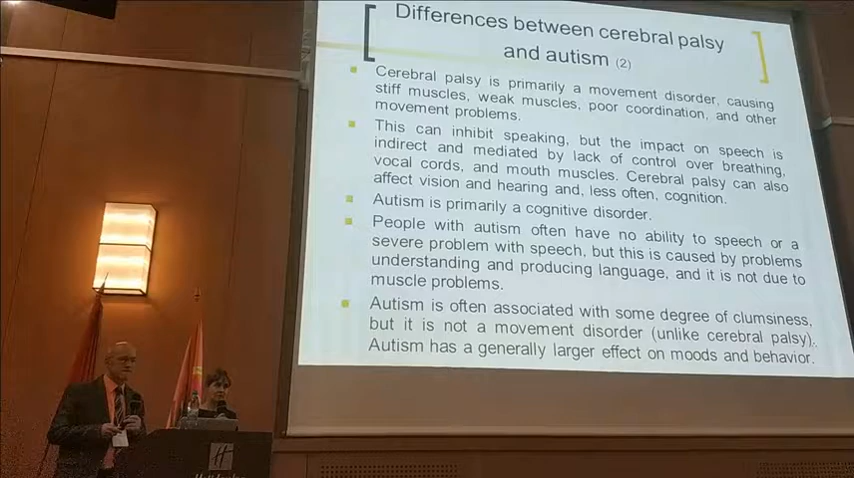 Differences between cerebral palsy
and autism (2)
Cerebral palsy is primarily a movement disorder, causing
stiff muscles, weak muscles, poor coordination, and other
movement problems.
This can inhibit speaking, but the impact on speech is
indirect and mediated by lack of control over breathing,
vocal cords, and mouth muscles. Cerebral palsy can also
affect vision and hearing and, less often, cognition.
Autism is primarily a cognitive disorder.
People with autism often have no ability to speech or a
severe problem with speech, but this is caused by problems
understanding and producing language, and it is not due to
muscle problems.
Autism is often associated with some degree of clumsiness,
but it is not a movement disorder (unlike cerebral palsy).
Autism has a generally larger effect on moods and behavior.
H